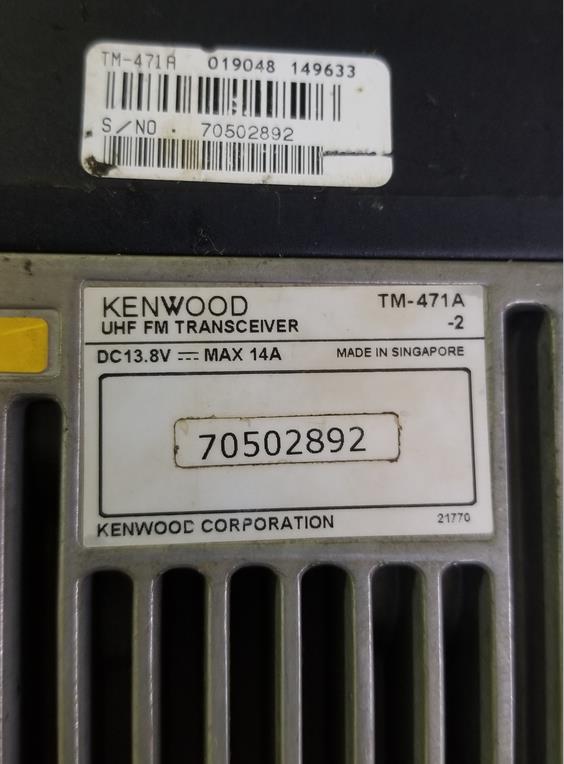 TM-471A 019048 149633
S/NO. 70502892
KENWOOD TM-471A
UHF FM TRANSCEIVER -2
DC13.8V ⎓ MAX 14A MADE IN SINGAPORE
70502892
KENWOOD CORPORATION 21770